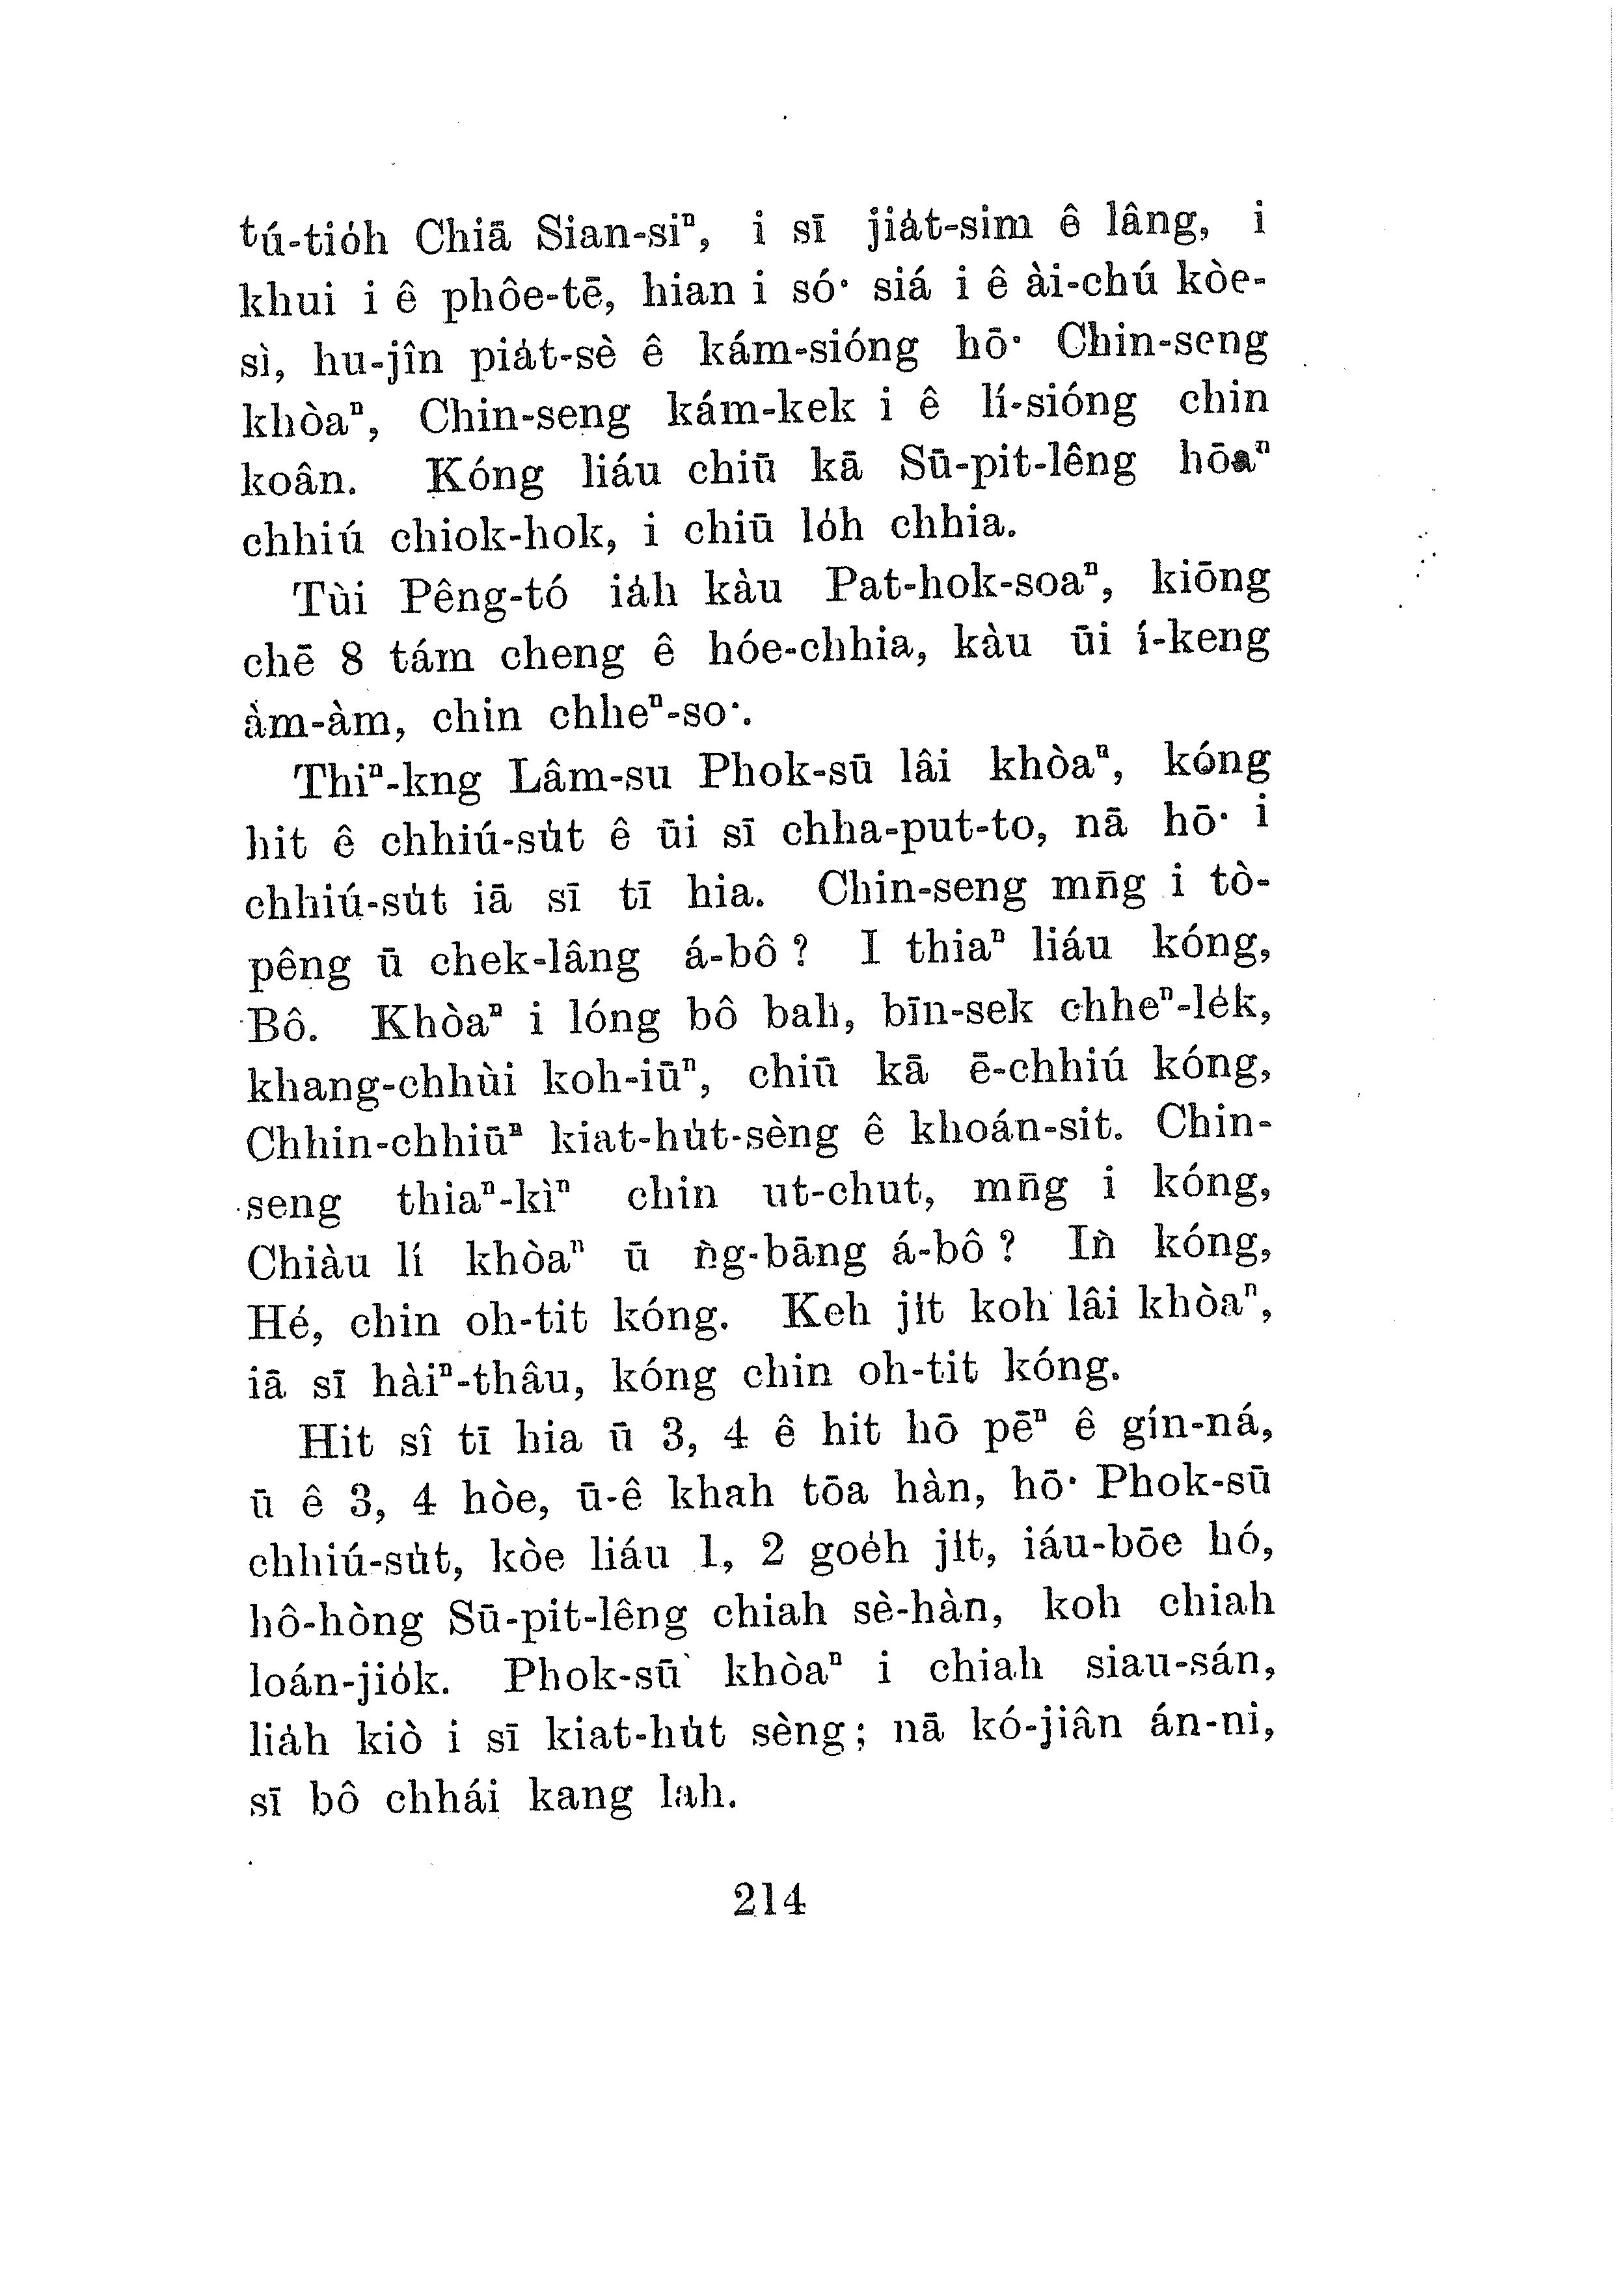 tú-tio̍h Chiā Sian-siⁿ, i sī jia̍t-sim ê lâng, i
khui i ê phôe-tē, hian i só͘ siá i ê ài-chú kòe-
sì, hu-jîn pia̍t-sè ê kám-sióng hō͘ Chin-seng
khòaⁿ, Chin-seng kám-kek i ê lí-sióng chin
koân. Kóng liáu chiū kā Sū-pit-lêng hōaⁿ
chhiú chiok-hok, i chiū lo̍h chhia.
Tùi Pêng-tó ia̍h kàu Pat-hok-soaⁿ, kiōng
chē 8 tám cheng ê hóe-chhia, kàu ūi í-keng
àm-àm, chin chheⁿ-so͘.
Thiⁿ-kng Lâm-su Phok-sū lâi khòaⁿ, kóng
hit ê chhiú-su̍t ê ūi sī chha-put-to, nā hō͘ i
chhiú-su̍t iā sī tī hia. Chin-seng mn̄g i tò-
pêng ū chek-lâng á-bô? I thiaⁿ liáu kóng,
Bô. Khòaⁿ i lóng bô bah, bīn-sek chheⁿ-le̍k,
khang-chhùi koh-iūⁿ, chiū kā ē-chhiú kóng,
Chhin-chhiūⁿ kiat-hu̍t-sèng ê khoán-sit. Chin-
seng thiaⁿ-kìⁿ chin ut-chut, mn̄g i kóng,
Chiàu lí khòaⁿ ū ǹg-bāng á-bô? Iǹ kóng,
Hé, chin oh-tit kóng. Keh ji̍t koh lâi khòaⁿ,
iā sī hàiⁿ-thâu, kóng chin oh-tit kóng.
Hit sî tī hia ū 3, 4 ê hit hō pēⁿ ê gín-ná,
ū ê 3, 4 hòe, ū-ê khah tōa hàn, hō͘ Phok-sū
chhiú-su̍t, kòe liáu 1, 2 goe̍h ji̍t, iáu-bōe hó,
hô-hòng Sū-pit-lêng chiah sè-hàn, koh chiah
loán-jio̍k. Phok-sū khòaⁿ i chiah siau-sán,
lia̍h kiò i sī kiat-hu̍t sèng; nā kó-jiân án-ni,
sī bô chhái kang lah.
214